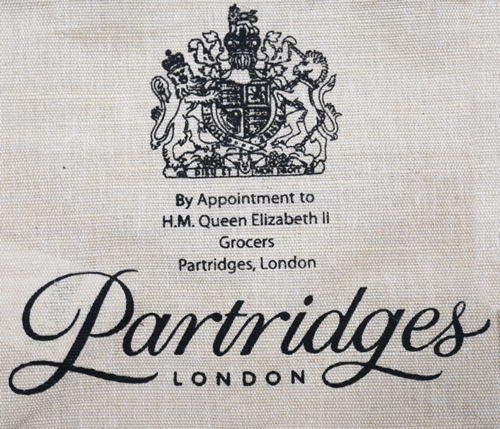 DIEU ET MON DROIT
By Appointment to
H.M. Queen Elizabeth II
Grocers
Partridges, London
Partridges
LONDON